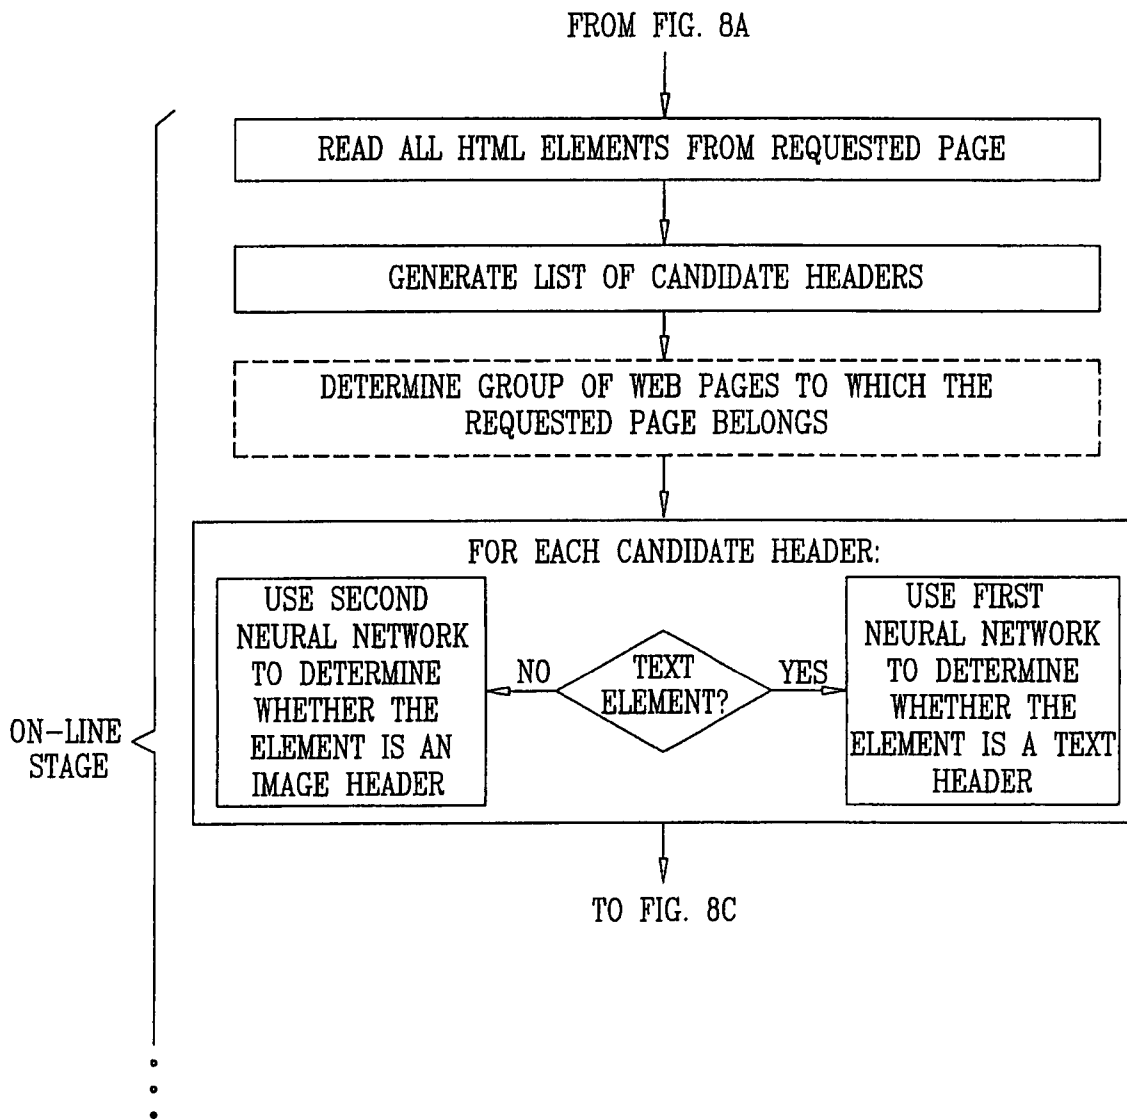 FROM FIG. 8A
READ ALL HTML ELEMENTS FROM REQUESTED PAGE
GENERATE LIST OF CANDIDATE HEADERS
DETERMINE GROUP OF WEB PAGES TO WHICH THE
REQUESTED PAGE BELONGS
FOR EACH CANDIDATE HEADER:
USE SECOND
NEURAL NETWORK
TO DETERMINE
WHETHER THE
ELEMENT IS AN
IMAGE HEADER
NO
TEXT
ELEMENT?
YES
USE FIRST
NEURAL NETWORK
TO DETERMINE
WHETHER THE
ELEMENT IS A TEXT
HEADER
ON-LINE
STAGE
TO FIG. 8C